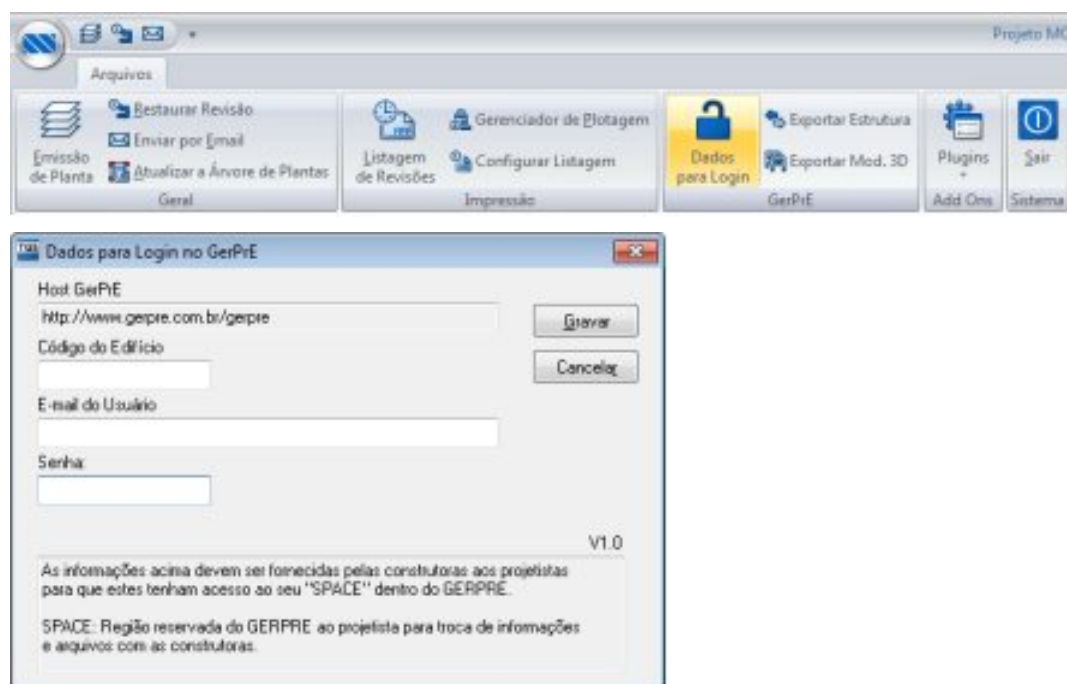 Projeto MO
Arquivos
Emissão
de Planta
Restaurar Revisão
Enviar por Email
Atualizar a Árvore de Plantas
Geral
Listagem
de Revisões
Gerenciador de Plotagem
Configurar Listagem
Impressão
Dados
para Login
Exportar Estrutura
Exportar Mod. 3D
GerPrE
Plugins
Add Ons
Sair
Sistema
Dados para Login no GerPrE
Host GerPrE
http://www.gerpre.com.br/gerpre
Gravar
Código do Edifício
Cancelar
E-mail do Usuário
Senha:
V1.0
As informações acima devem ser fornecidas pelas construtoras aos projetistas
para que estes tenham acesso ao seu "SPACE" dentro do GERPRE.
SPACE: Região reservada do GERPRE ao projetista para troca de informações
e arquivos com as construtoras.